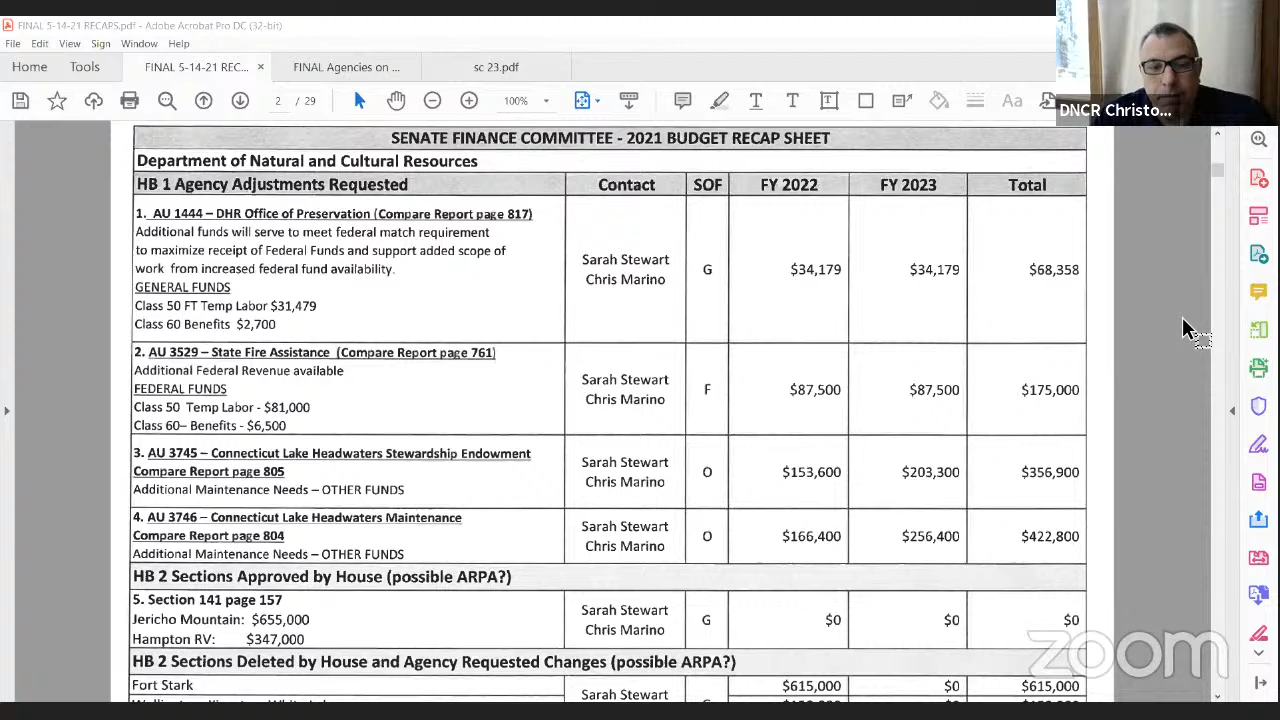 FINAL 5-14-21 RECAPS.pdf - Adobe Acrobat Pro DC (32-bit)
File Edit View Sign Window Help
Home Tools FINAL 5-14-21 REC... × FINAL Agencies on ... sc 23.pdf
2 / 29 100%
DNCR Christo...
SENATE FINANCE COMMITTEE - 2021 BUDGET RECAP SHEET
Department of Natural and Cultural Resources
HB 1 Agency Adjustments Requested Contact SOF FY 2022 FY 2023 Total
1. AU 1444 – DHR Office of Preservation (Compare Report page 817)
Additional funds will serve to meet federal match requirement
to maximize receipt of Federal Funds and support added scope of
work from increased federal fund availability.
GENERAL FUNDS
Class 50 FT Temp Labor $31,479
Class 60 Benefits $2,700
Sarah Stewart
Chris Marino
G $34,179 $34,179 $68,358
2. AU 3529 – State Fire Assistance (Compare Report page 761)
Additional Federal Revenue available
FEDERAL FUNDS
Class 50 Temp Labor - $81,000
Class 60– Benefits - $6,500
Sarah Stewart
Chris Marino
F $87,500 $87,500 $175,000
3. AU 3745 – Connecticut Lake Headwaters Stewardship Endowment
Compare Report page 805
Additional Maintenance Needs – OTHER FUNDS
Sarah Stewart
Chris Marino
O $153,600 $203,300 $356,900
4. AU 3746 – Connecticut Lake Headwaters Maintenance
Compare Report page 804
Additional Maintenance Needs – OTHER FUNDS
Sarah Stewart
Chris Marino
O $166,400 $256,400 $422,800
HB 2 Sections Approved by House (possible ARPA?)
5. Section 141 page 157
Jericho Mountain: $655,000
Hampton RV: $347,000
Sarah Stewart
Chris Marino
G $0 $0 $0
HB 2 Sections Deleted by House and Agency Requested Changes (possible ARPA?)
Fort Stark $615,000 $0 $615,000
Sarah Stewart
zoom